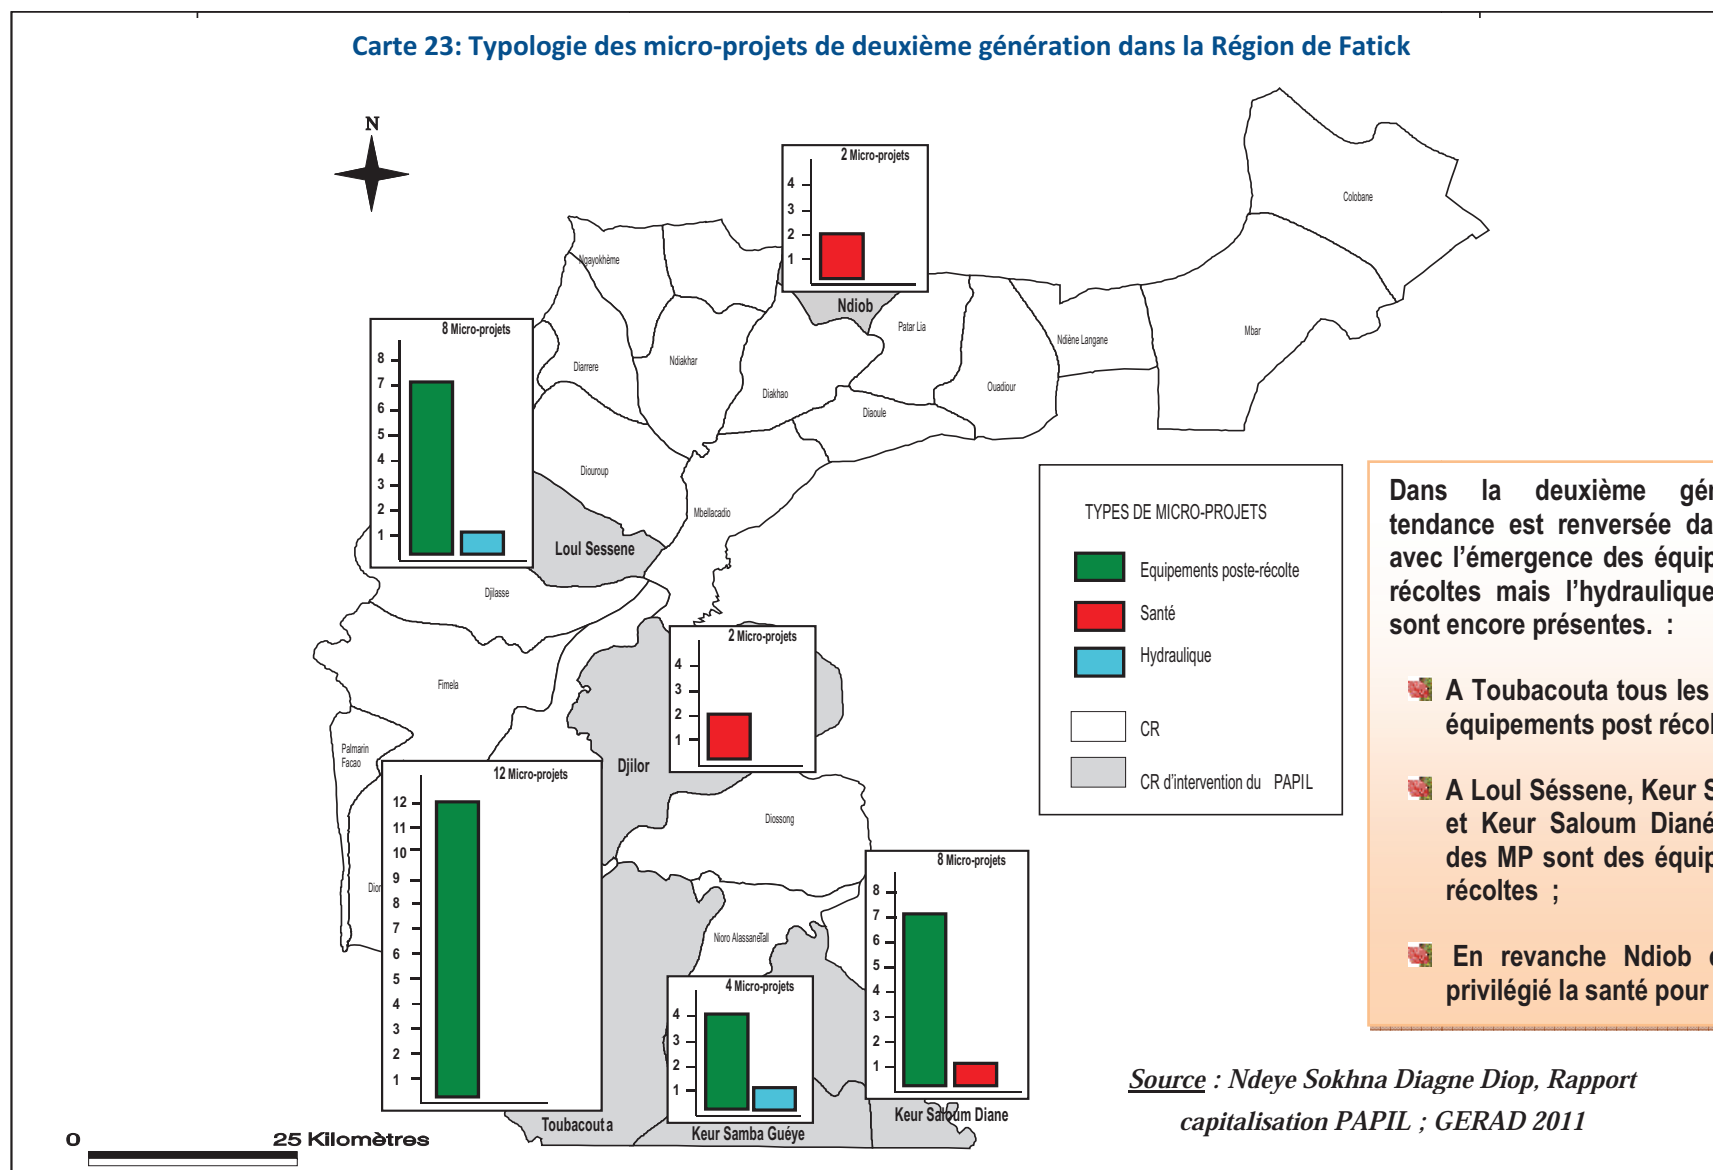 Carte 23: Typologie des micro-projets de deuxième génération dans la Région de Fatick
N
2 Micro-projets
4
3
2
1
Colobane
Ngayokhème
Ndiob
Patar Lia
Ndiéne Langane
Mbar
8 Micro-projets
8
7
6
5
4
3
2
1
Diarrere
Ndiakhar
Diakhao
Ouadiour
Diaoule
Diouroup
Mbellacadio
Loul Sessene
Djilasse
Fimela
TYPES DE MICRO-PROJETS
Equipements poste-récolte
Santé
Hydraulique
CR
CR d'intervention du PAPIL
Dans la deuxième
tendance est renversée
avec l'émergence des
récoltes mais l'hydraulique
sont encore présentes. :
A Toubacouta tous les
équipements post
A Loul Séssene, Keur
et Keur Saloum Diané
des MP sont des
récoltes ;
En revanche Ndiob
privilégié la santé pour
2 Micro-projets
4
3
2
1
Palmarin
Facao
Djilor
12 Micro-projets
12
11
10
9
8
7
6
5
4
3
2
1
Diossong
8 Micro-projets
8
7
6
5
4
3
2
1
Nioro Alassane Tall
4 Micro-projets
4
3
2
1
Toubacouta
Keur Samba Guéye
Keur Saloum Diane
Source : Ndeye Sokhna Diagne Diop, Rapport
capitalisation PAPIL ; GERAD 2011
0 25 Kilomètres